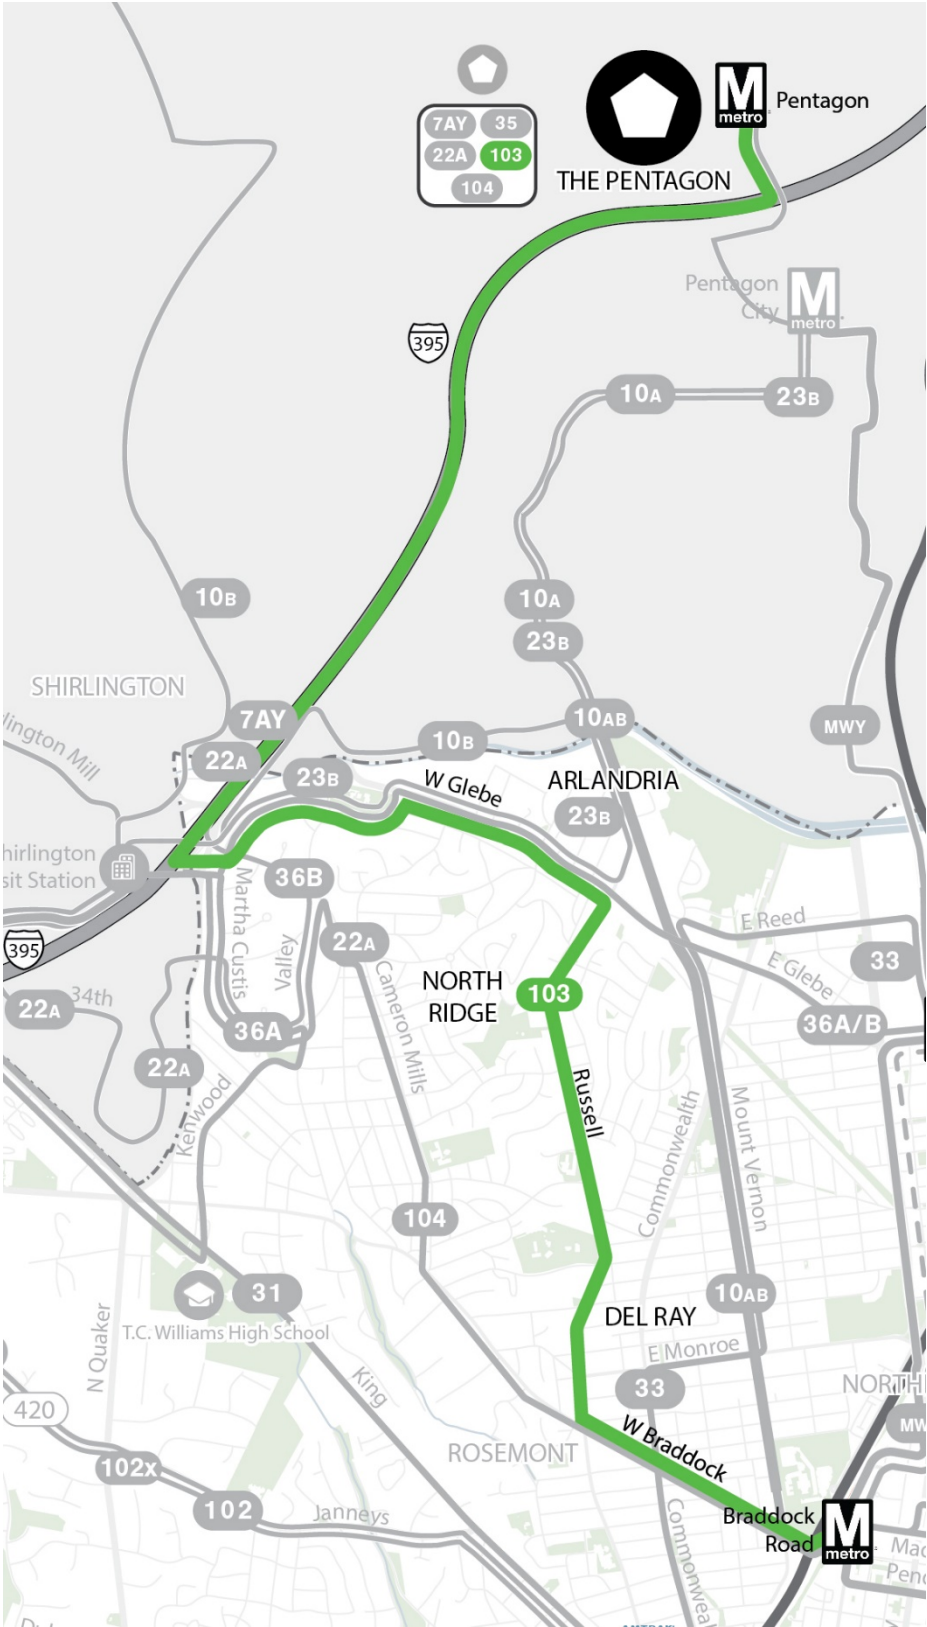 7AY
35
22A
103
104
M
metro
Pentagon
THE PENTAGON
Pentagon
City
M
metro
395
10A
23B
10B
10A
23B
SHIRLINGTON
7AY
10AB
MWY
10B
22A
23B
W Glebe
ARLANDRIA
23B
36B
Martha Custis
Valley
E Reed
22A
395
E Glebe
33
Cameron Mills
NORTH
RIDGE
103
34th
22A
36A
36A/B
22A
Kenwood
Russell
Commonwealth
Mount Vernon
104
31
10AB
T.C. Williams High School
DEL RAY
N Quaker
E Monroe
King
33
420
W Braddock
ROSEMONT
102X
102
Janneys
Braddock
Road
M
metro